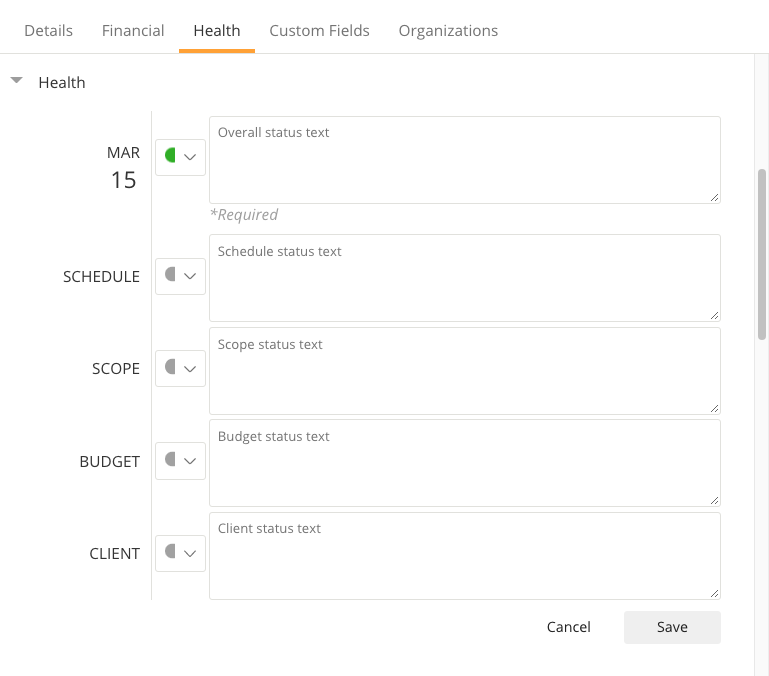 Details Financial Health Custom Fields Organizations
Health
MAR
15
Overall status text
*Required
SCHEDULE
Schedule status text
SCOPE
Scope status text
BUDGET
Budget status text
CLIENT
Client status text
Cancel Save